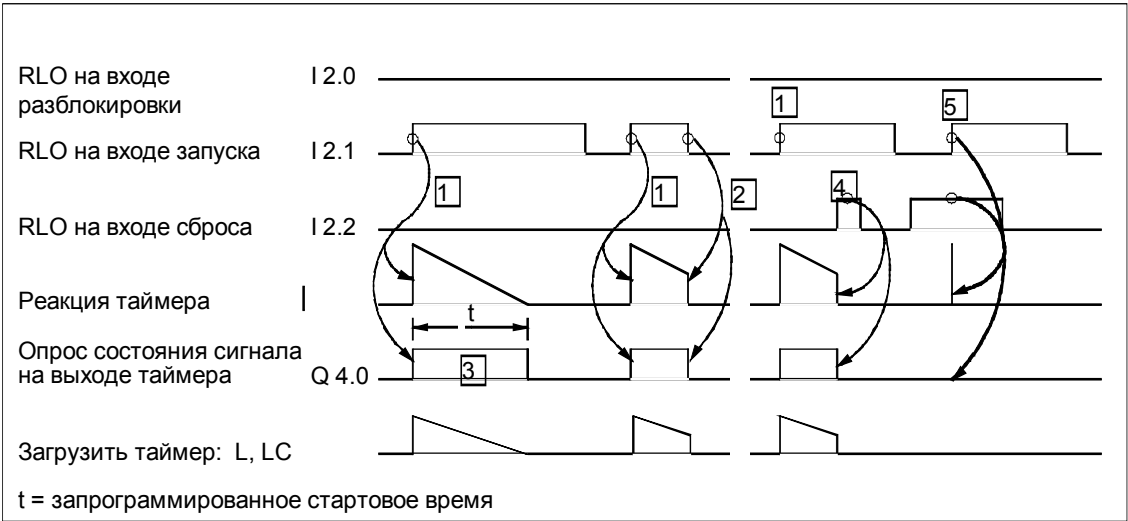 RLO на входе I 2.0
разблокировки
1 5
RLO на входе запуска I 2.1
1 1 2 4
RLO на входе сброса I 2.2
Реакция таймера I
t
Опрос состояния сигнала
на выходе таймера Q 4.0 3
Загрузить таймер: L, LC
t = запрограммированное стартовое время